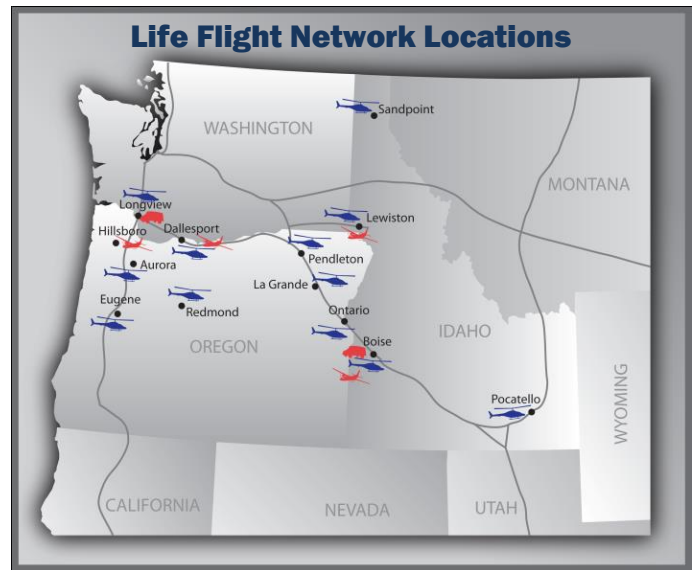 Life Flight Network Locations
Sandpoint
WASHINGTON
MONTANA
Longview
Lewiston
Dallesport
Hillsboro
Pendleton
Aurora
La Grande
Eugene
Redmond
Ontario
IDAHO
OREGON
Boise
Pocatello
WYOMING
CALIFORNIA
NEVADA
UTAH